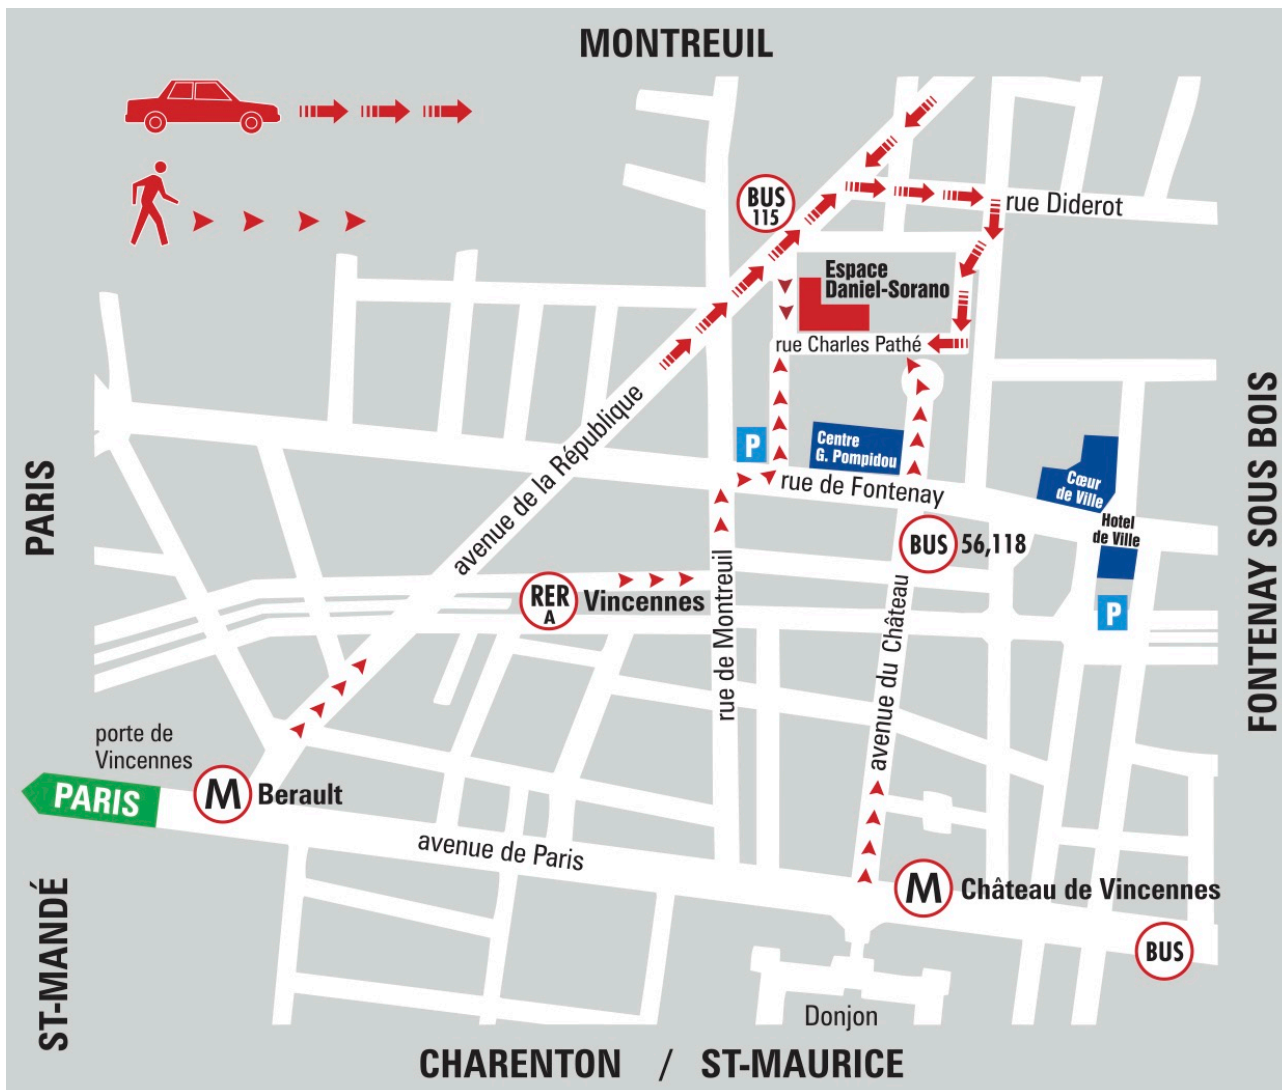 MONTREUIL
BUS
115
rue Diderot
Espace
Daniel-Sorano
rue Charles Pathé
avenue de la République
P
Centre
G. Pompidou
rue de Fontenay
Cœur
de Ville
Hotel
de Ville
P
BUS 56,118
RER
A
Vincennes
rue de Montreuil
avenue du Château
PARIS
FONTENAY SOUS BOIS
porte de
Vincennes
PARIS
M Berault
avenue de Paris
M Château de Vincennes
BUS
ST-MANDÉ
Donjon
CHARENTON / ST-MAURICE